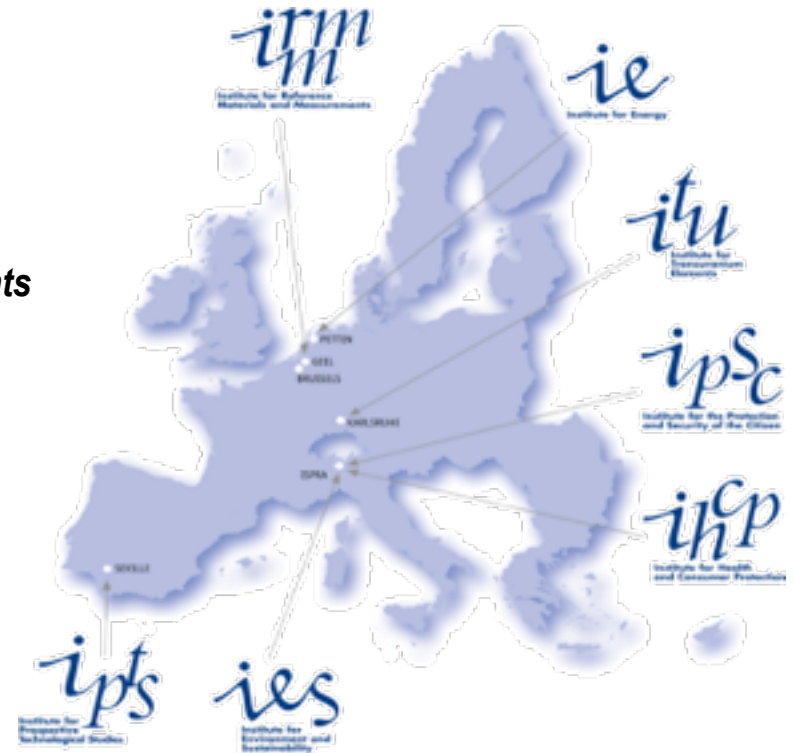 irmm
Institute for Reference
Materials and Measurements
ie
Institute for Energy
itu
Institute for
Transuranium
Elements
nts
PETTEN
GEEL
BRUSSELS
ipsc
Institute for the Protection
and Security of the Citizen
KARLSRUHE
ISPRA
ihcp
Institute for Health
and Consumer Protection
SEVILLE
ipts
Institute for
Prospective
Technological Studies
ies
Institute for
Environment and
Sustainability